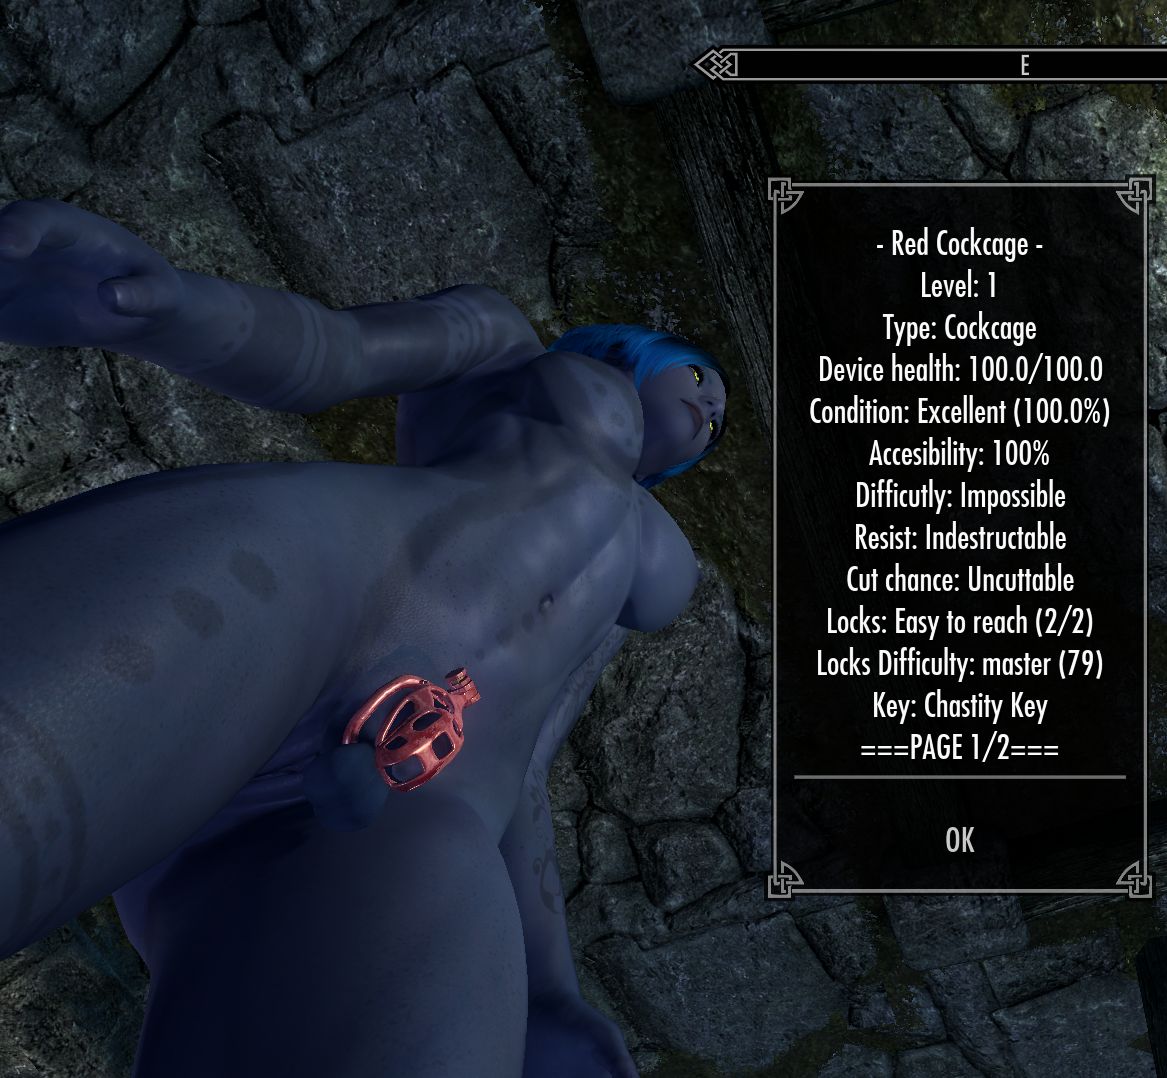 E
- Red Cockcage -
Level: 1
Type: Cockcage
Device health: 100.0/100.0
Condition: Excellent (100.0%)
Accesibility: 100%
Difficutly: Impossible
Resist: Indestructable
Cut chance: Uncuttable
Locks: Easy to reach (2/2)
Locks Difficulty: master (79)
Key: Chastity Key
===PAGE 1/2===
OK